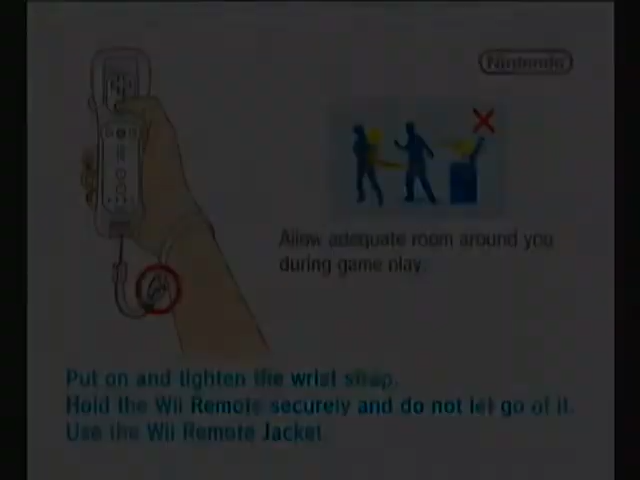 Nintendo
Allow adequate room around you
during game play.
Put on and tighten the wrist strap.
Hold the Wii Remote securely and do not let go of it.
Use the Wii Remote Jacket.